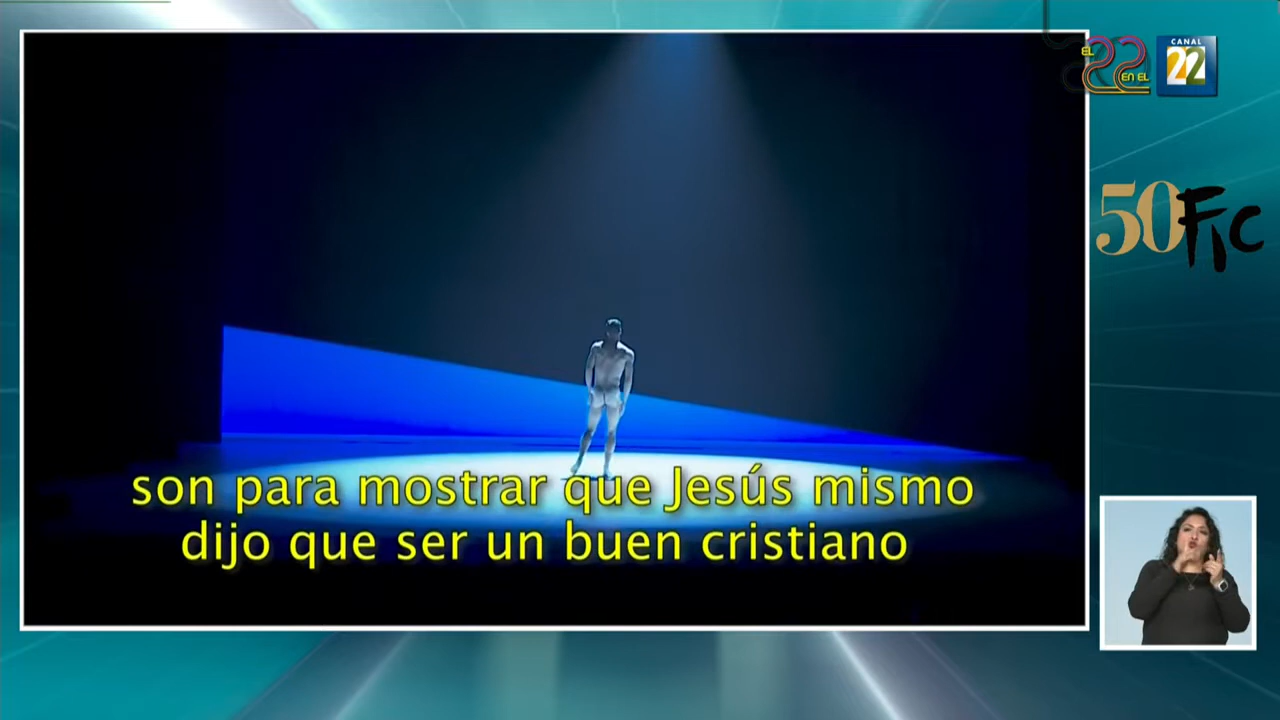 EL 22 EN EL
CANAL
22
50 FIC
son para mostrar que Jesús mismo
dijo que ser un buen cristiano